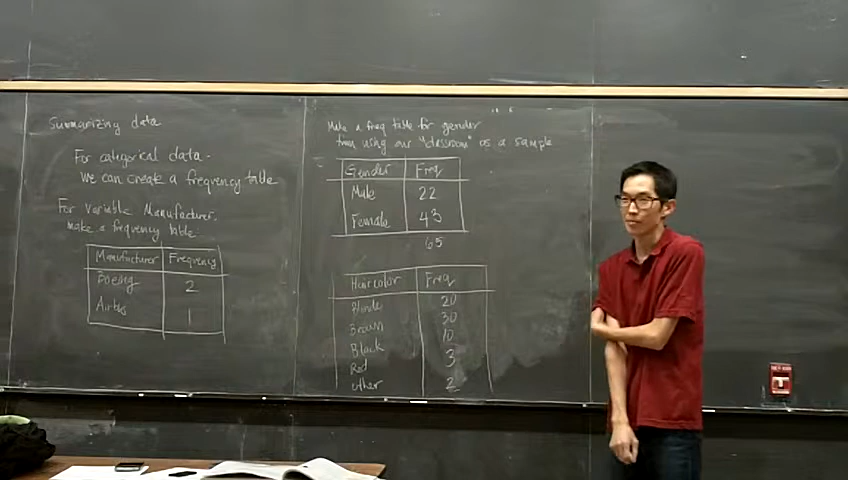 Summarizing data
For categorical data.
We can create a frequency table
For variable Manufacturer,
make a frequency table.
Manufacturer Frequency
Boeing 2
Airbus 1
Make a freq table for gender
from using our "classroom" as a sample
Gender Freq
Male 22
Female 43
65
Haircolor Freq
Blonde 20
Brown 30
Black 10
Red 3
other 2